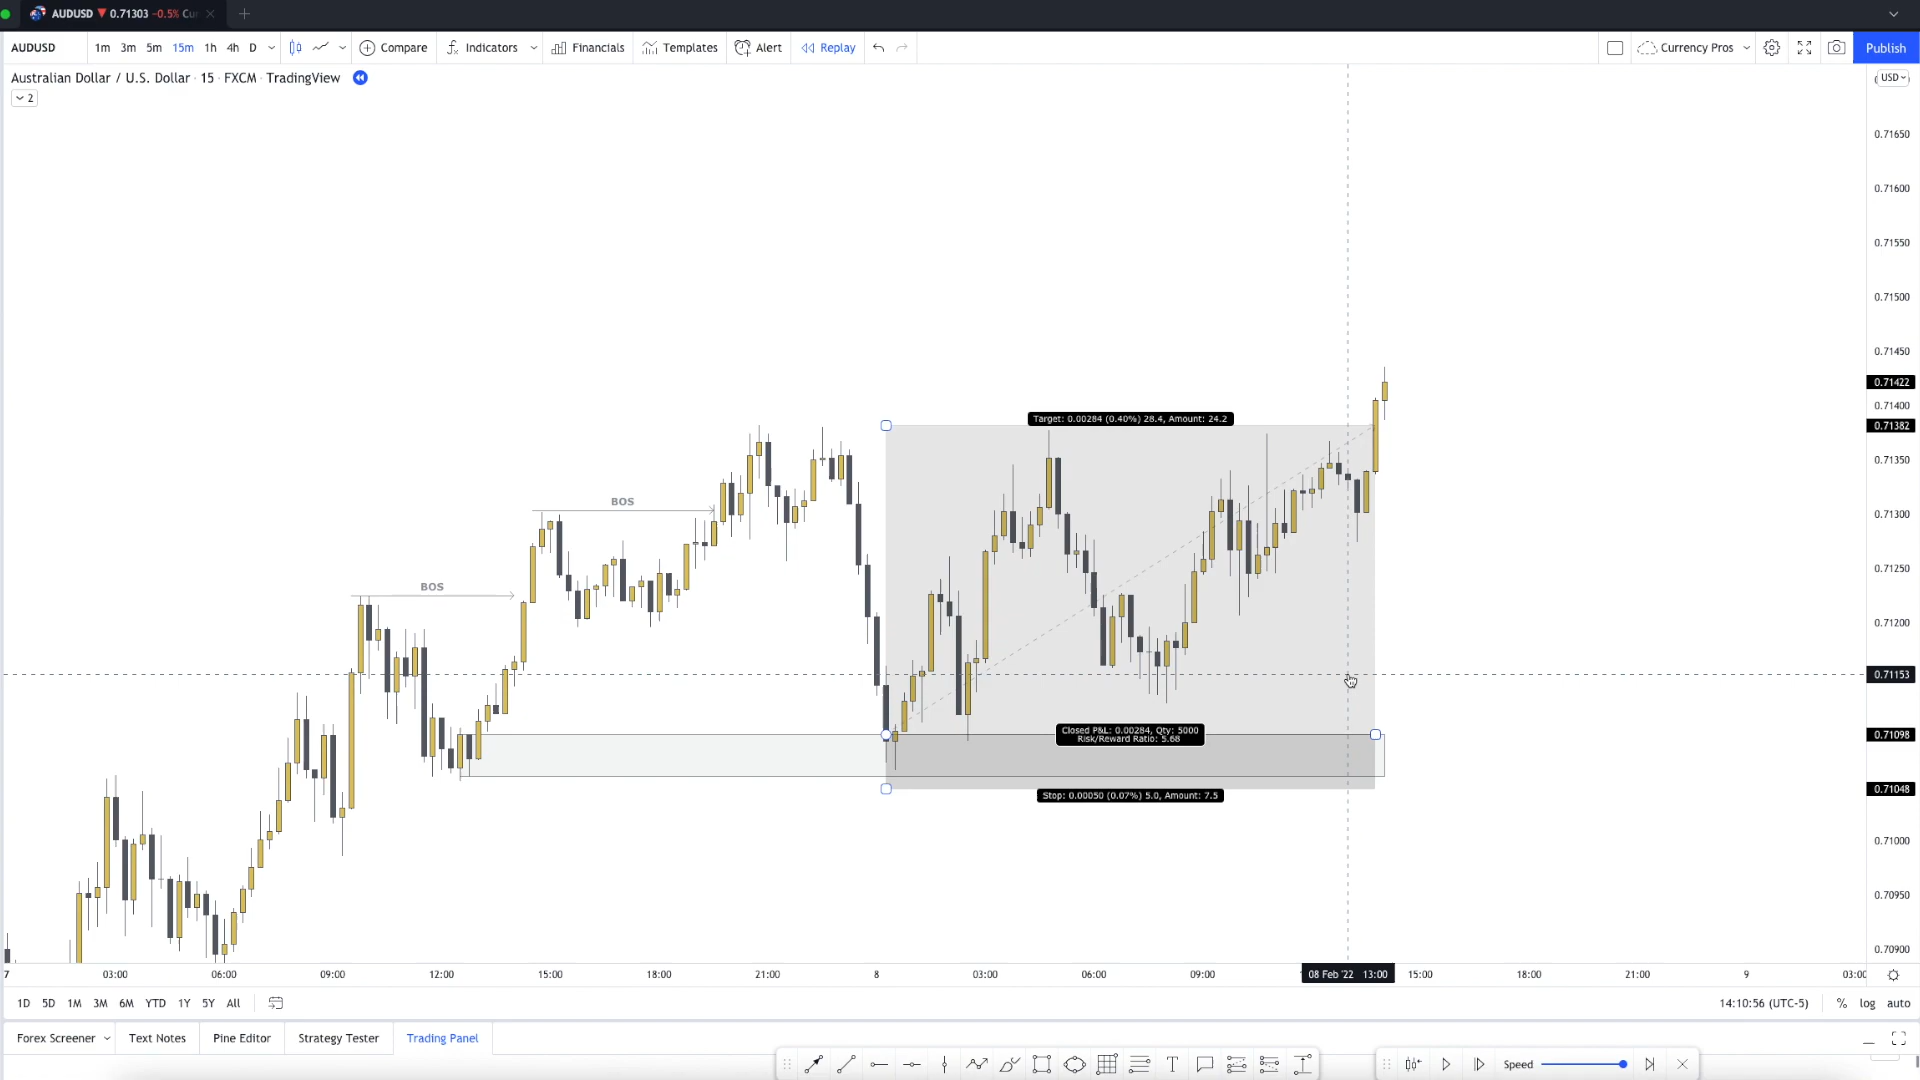 AUDUSD ▼ 0.71303 −0.5% Cu
AUDUSD 1m 3m 5m 15m 1h 4h D Compare Indicators Financials Templates Alert Replay Currency Pros Publish
Australian Dollar / U.S. Dollar · 15 · FXCM · TradingView
USD
2
0.71650
0.71600
0.71550
0.71500
0.71450
0.71422
0.71400
Target: 0.00284 (0.40%) 28.4, Amount: 24.2
0.71382
0.71350
BOS
0.71300
0.71250
BOS
0.71200
0.71153
Closed P&L: 0.00284, Qty: 5000
Risk/Reward Ratio: 5.68
0.71098
Stop: 0.00050 (0.07%) 5.0, Amount: 7.5
0.71048
0.71000
0.70950
0.70900
7 03:00 06:00 09:00 12:00 15:00 18:00 21:00 8 03:00 06:00 09:00 08 Feb '22 13:00 15:00 18:00 21:00 9 03:00
1D 5D 1M 3M 6M YTD 1Y 5Y All 14:10:56 (UTC-5) % log auto
Forex Screener Text Notes Pine Editor Strategy Tester Trading Panel
Speed